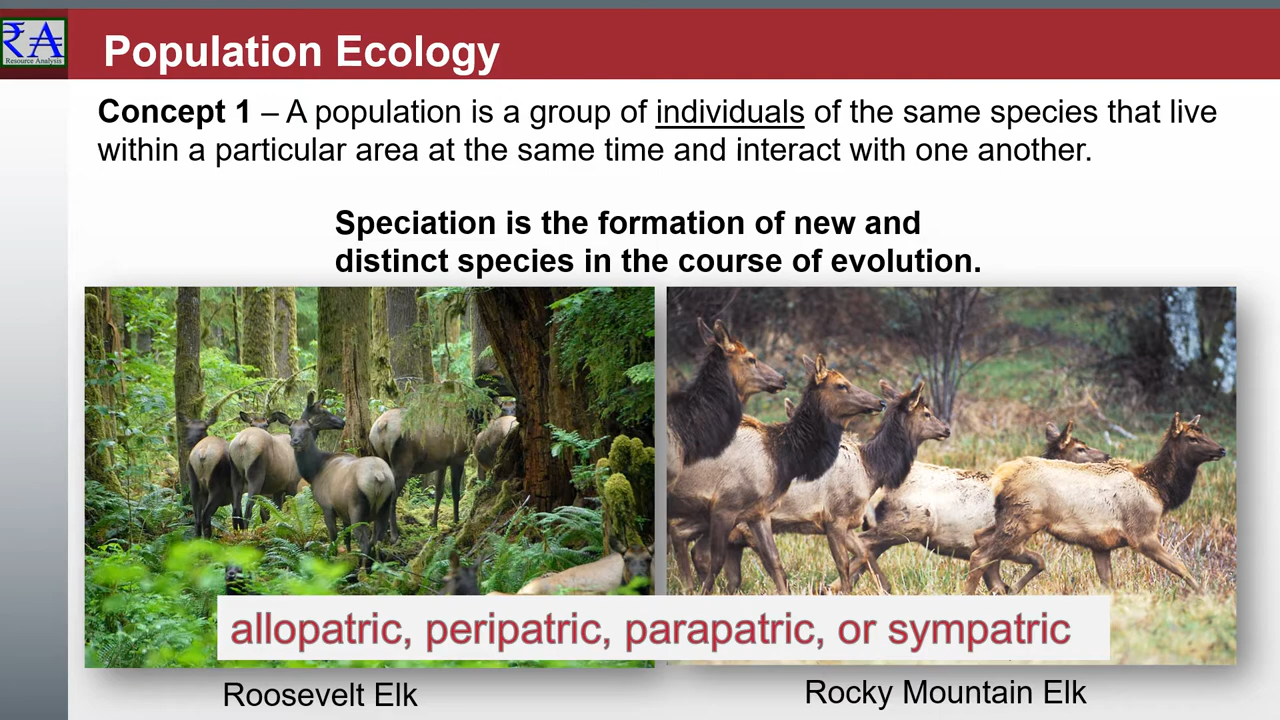 ₹A
Resource Analysis
Population Ecology
Concept 1 – A population is a group of individuals of the same species that live
within a particular area at the same time and interact with one another.
Speciation is the formation of new and
distinct species in the course of evolution.
allopatric, peripatric, parapatric, or sympatric
Roosevelt Elk
Rocky Mountain Elk